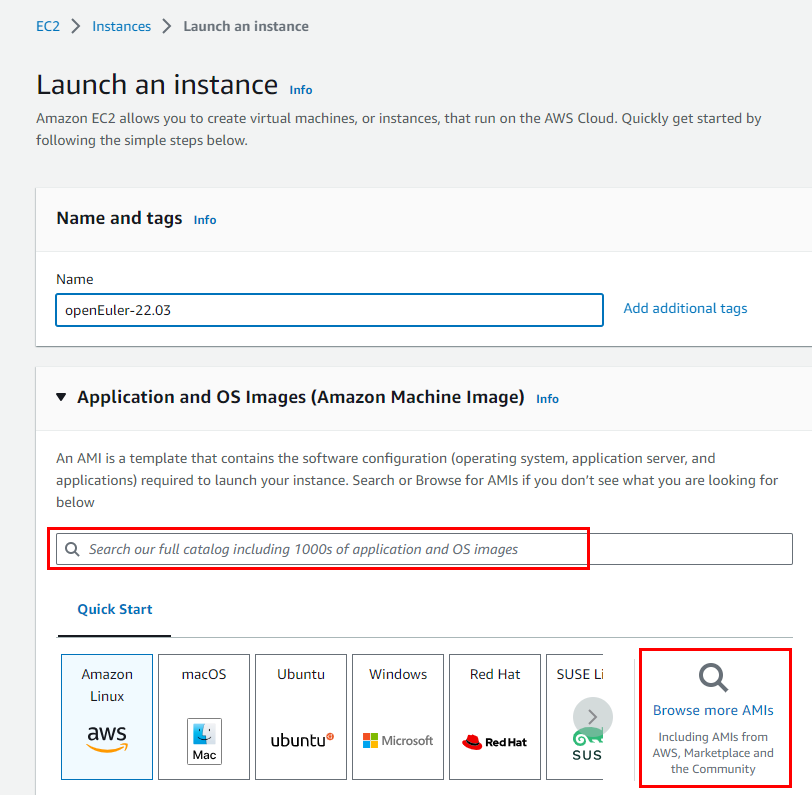 EC2 > Instances > Launch an instance
Launch an instance Info
Amazon EC2 allows you to create virtual machines, or instances, that run on the AWS Cloud. Quickly get started by
following the simple steps below.
Name and tags Info
Name
openEuler-22.03
Add additional tags
Application and OS Images (Amazon Machine Image) Info
An AMI is a template that contains the software configuration (operating system, application server, and
applications) required to launch your instance. Search or Browse for AMIs if you don't see what you are looking for
below
Search our full catalog including 1000s of application and OS images
Quick Start
Amazon
Linux
aws
macOS
Mac
Ubuntu
ubuntu
Windows
Microsoft
Red Hat
Red Hat
SUSE Li
SUS
Browse more AMIs
Including AMIs from
AWS, Marketplace and
the Community